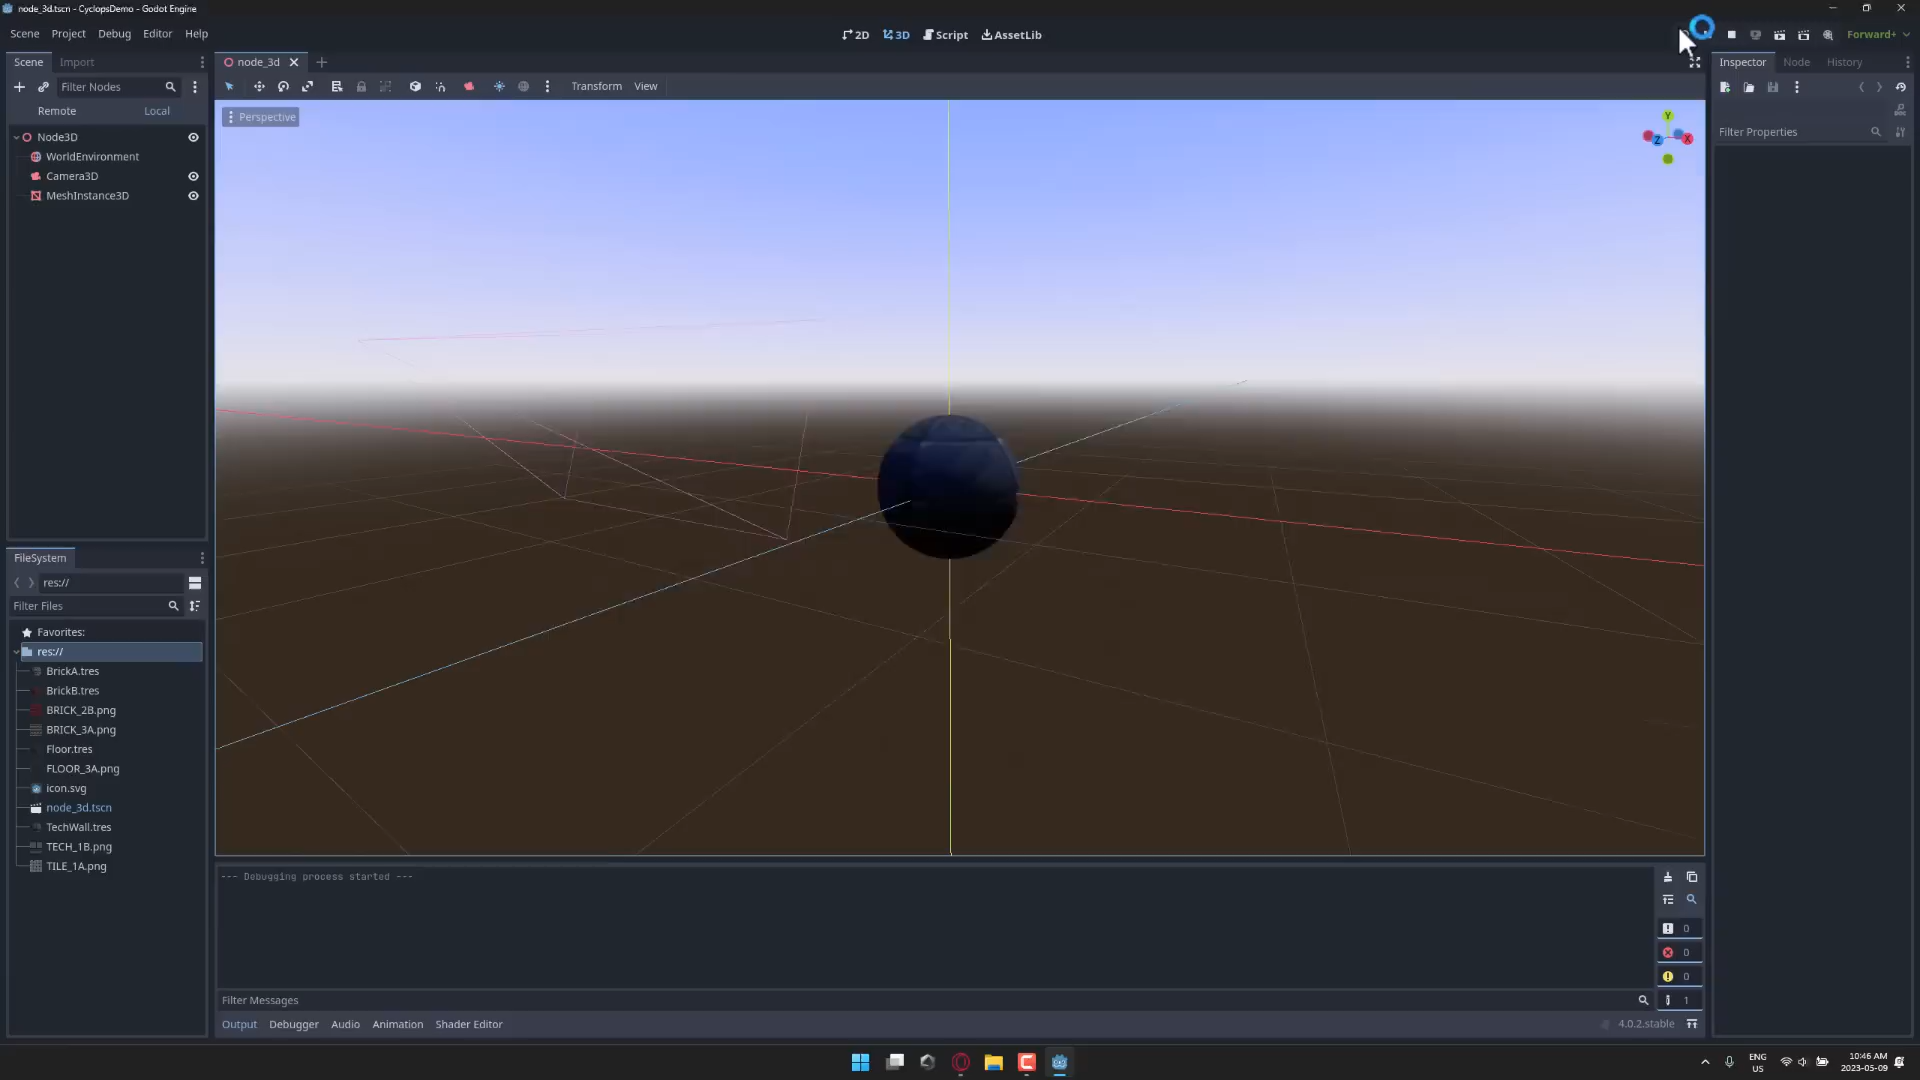 node_3d.tscn - CyclopsDemo - Godot Engine
Scene Project Debug Editor Help
2D 3D Script AssetLib
Forward+
Scene Import
node_3d
Inspector Node History
Filter Nodes
Transform View
Remote Local
Perspective
Y
Z X
Filter Properties
Node3D
WorldEnvironment
Camera3D
MeshInstance3D
FileSystem
res://
Filter Files
Favorites:
res://
BrickA.tres
BrickB.tres
BRICK_2B.png
BRICK_3A.png
Floor.tres
FLOOR_3A.png
icon.svg
node_3d.tscn
TechWall.tres
TECH_1B.png
TILE_1A.png
--- Debugging process started ---
0
0
0
1
Filter Messages
Output Debugger Audio Animation Shader Editor
4.0.2.stable
ENG
US
10:46 AM
2023-05-09